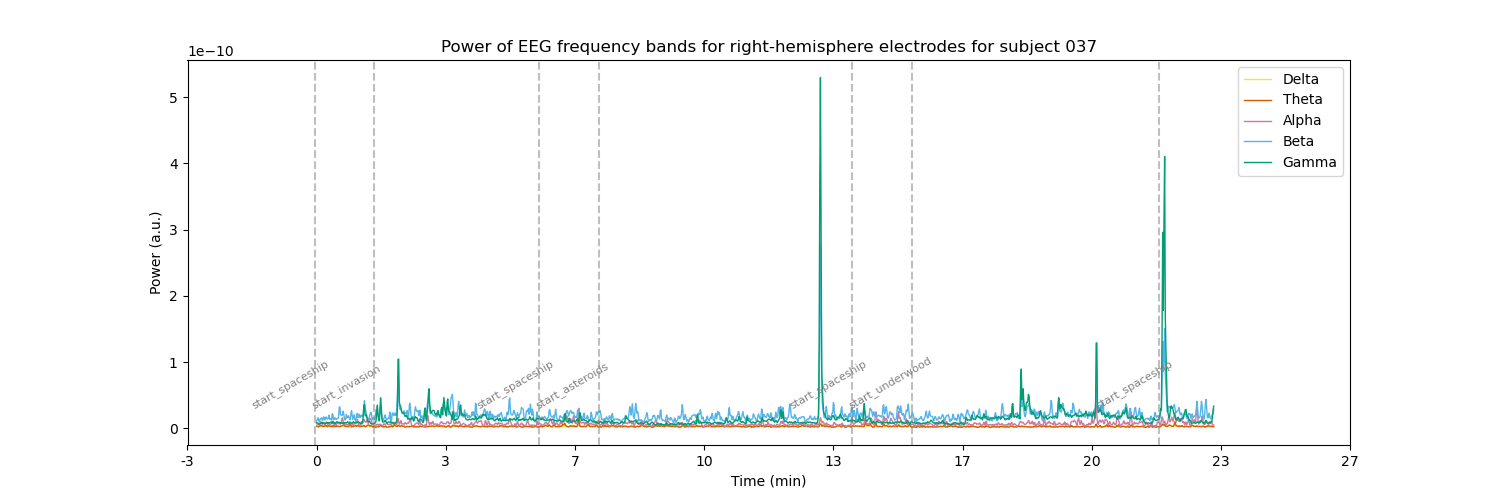 Power of EEG frequency bands for right-hemisphere electrodes for subject 037
1e−10
Delta
Theta
Alpha
Beta
Gamma
5
4
3
2
1
0
Power (a.u.)
start_spaceship
start_invasion
start_spaceship
start_asteroids
start_spaceship
start_underwood
start_spaceship
-3
0
3
7
10
13
17
20
23
27
Time (min)